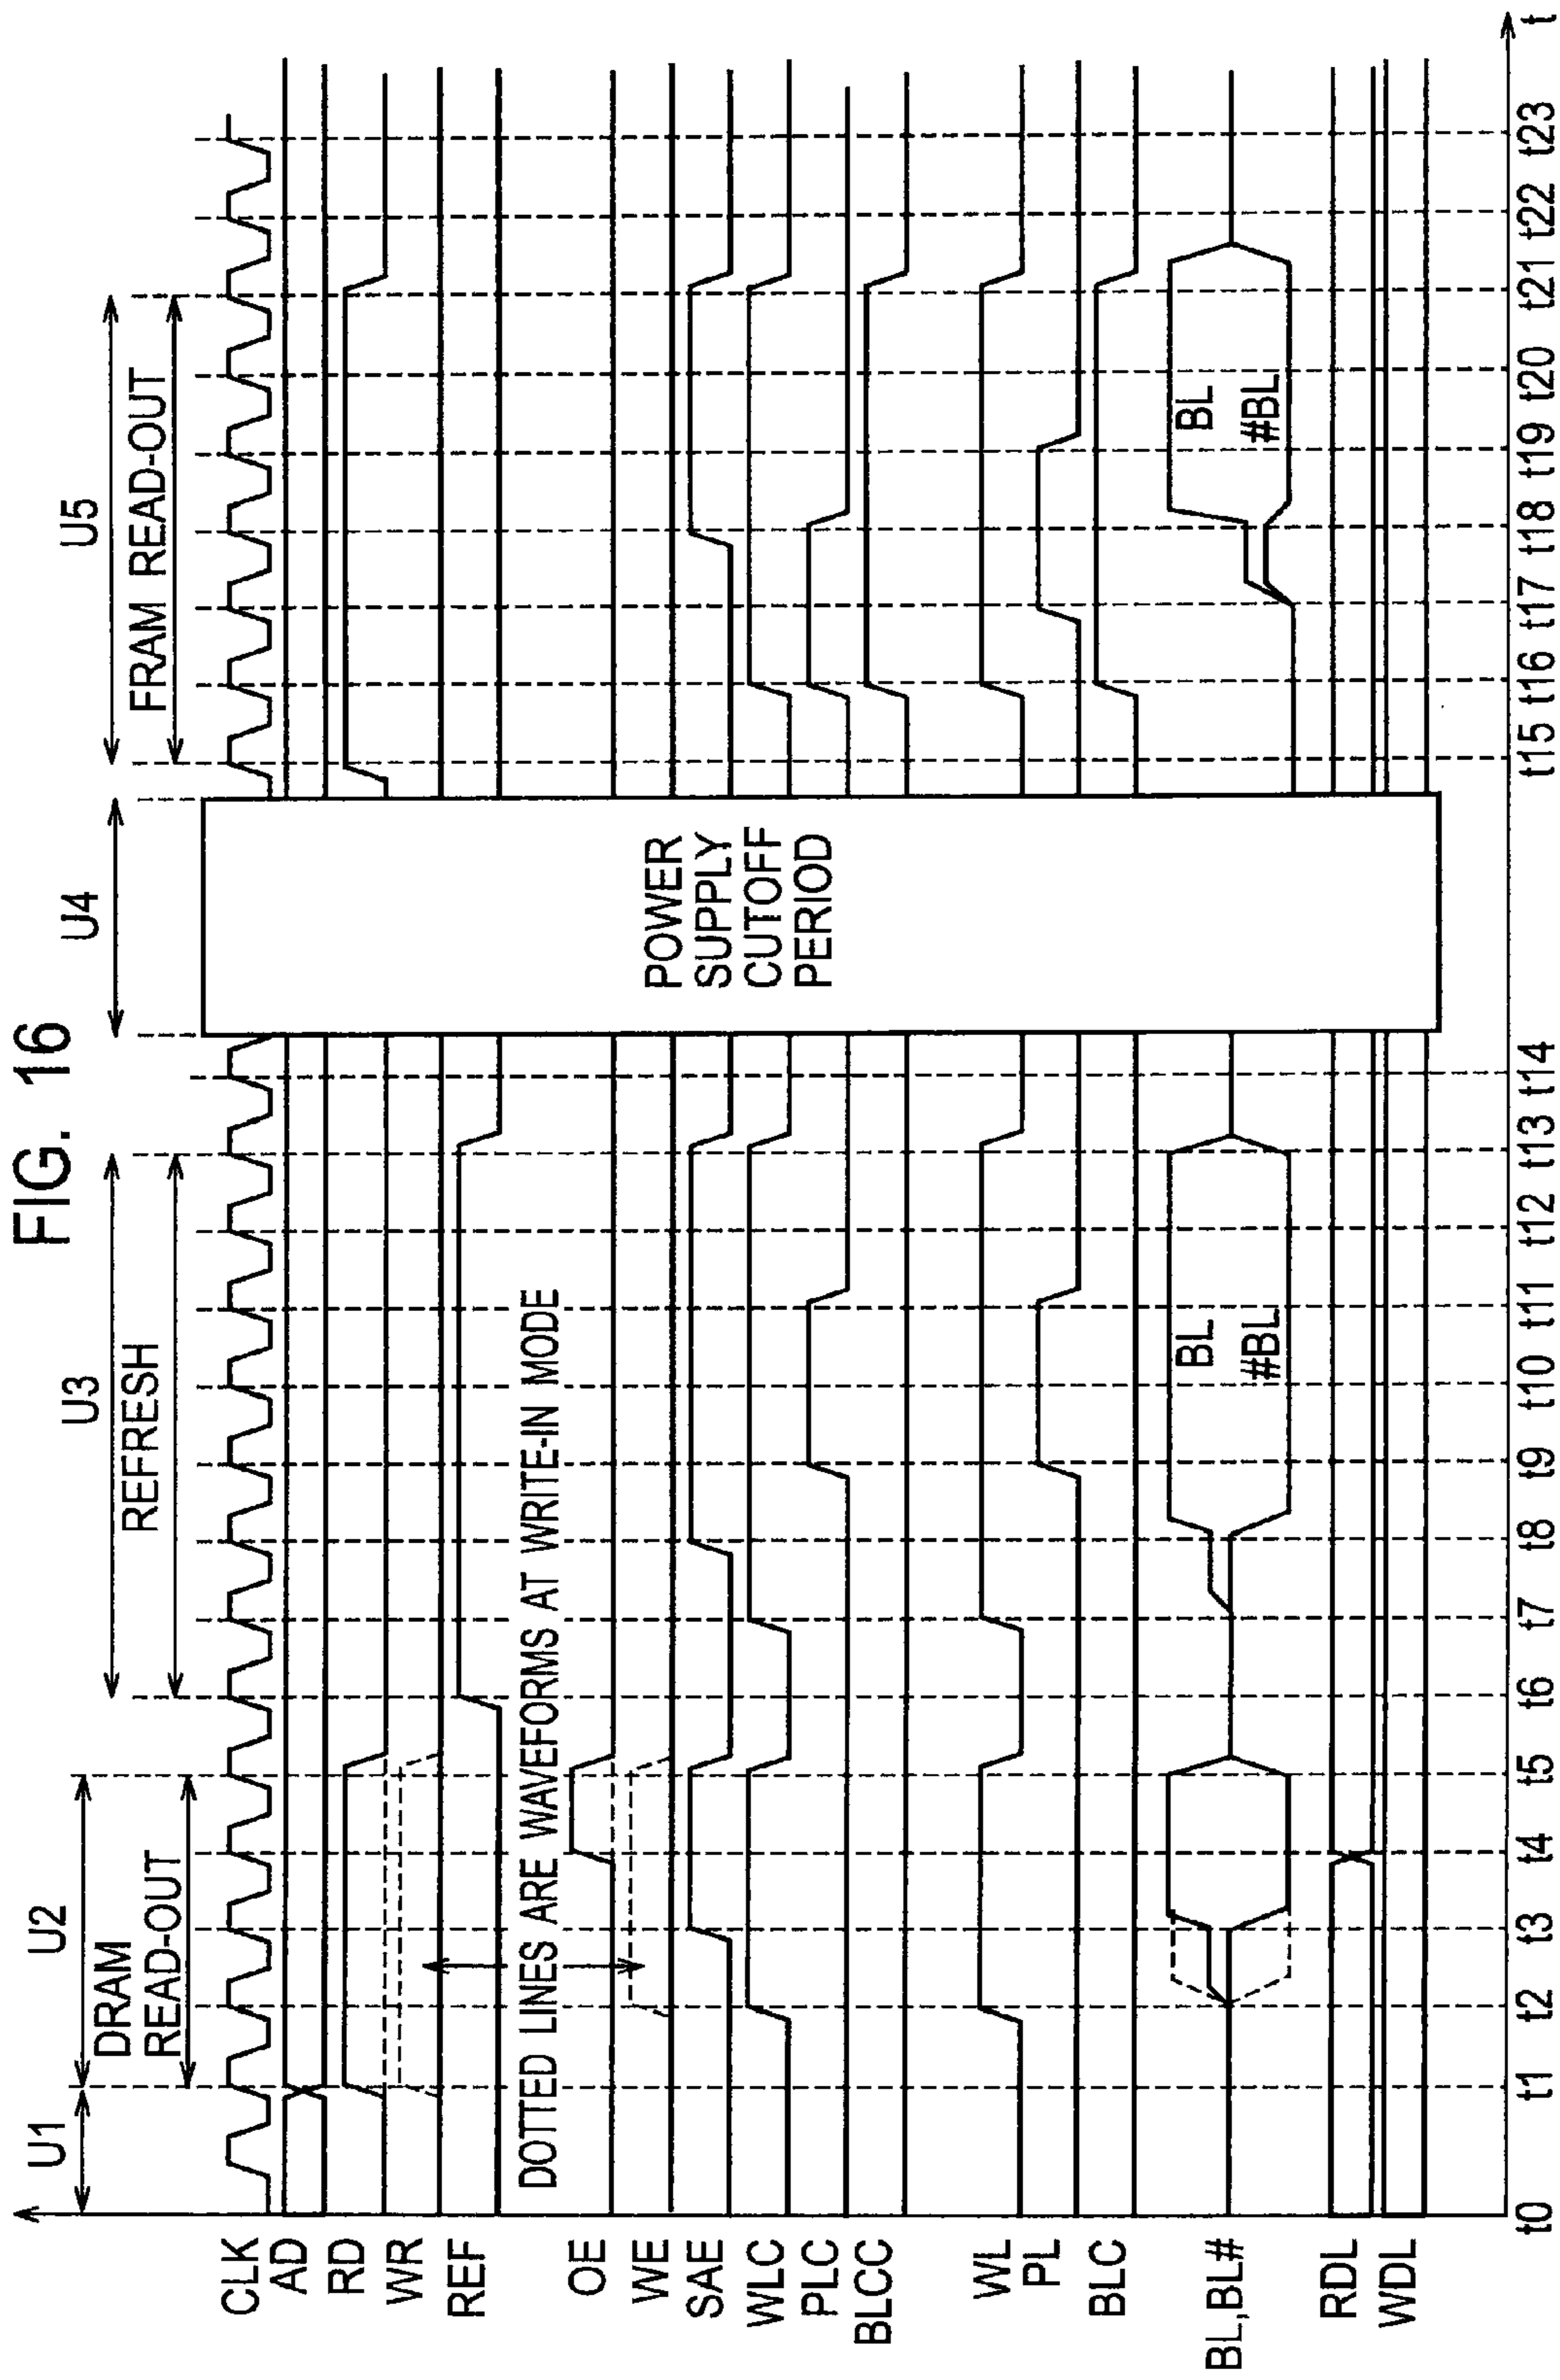 FIG. 16
U1
U2
U3
U4
U5
DRAM
READ-OUT
REFRESH
FRAM READ-OUT
CLK
AD
RD
WR
REF
DOTTED LINES ARE WAVEFORMS AT WRITE-IN MODE
OE
WE
SAE
WLC
PLC
BLCC
POWER
SUPPLY
CUTOFF
PERIOD
WL
PL
BLC
BL,BL#
BL
#BL
BL
#BL
RDL
WDL
t0 t1 t2 t3 t4 t5 t6 t7 t8 t9 t10 t11 t12 t13 t14 t15 t16 t17 t18 t19 t20 t21 t22 t23 t